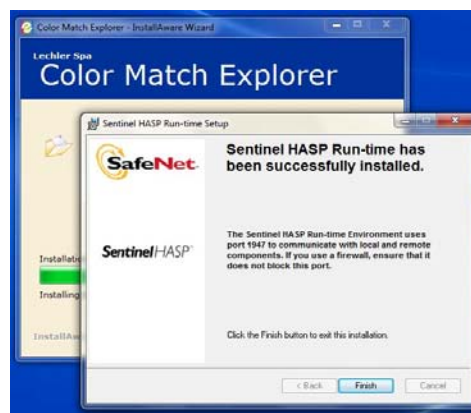 Color Match Explorer - InstallAware Wizard
Lechler Spa
Color Match Explorer
Sentinel HASP Run-time Setup
SafeNet.
Sentinel HASP Run-time has
been successfully installed.
SentinelHASP
The Sentinel HASP Run-time Environment uses
port 1947 to communicate with local and remote
components. If you use a firewall, ensure that it
does not block this port.
Installing
Click the Finish button to exit this installation.
< Back
Finish
Cancel